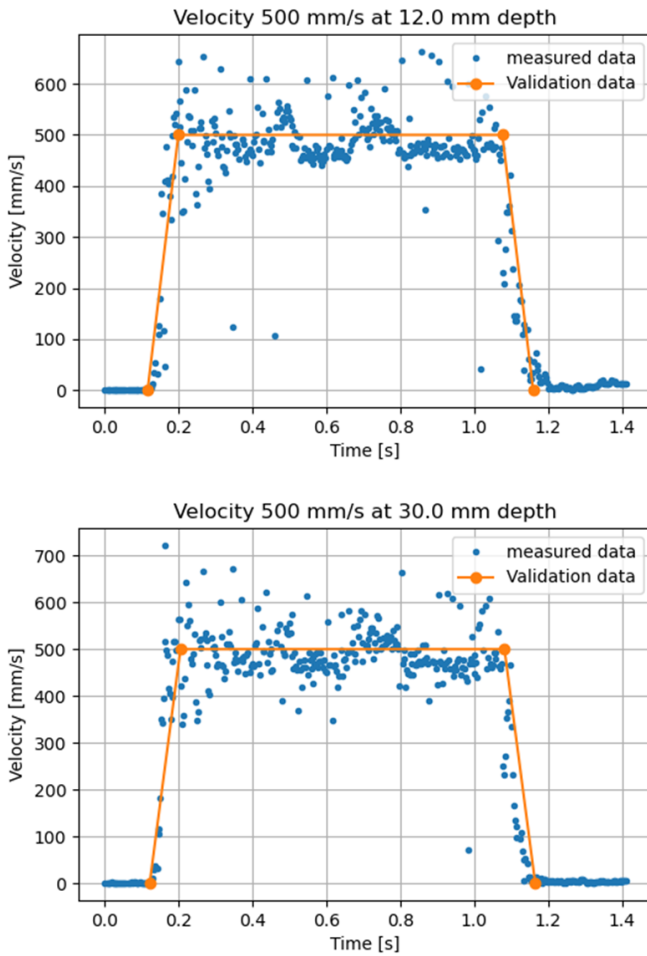 Velocity 500 mm/s at 12.0 mm depth
measured data
Validation data
600
500
400
300
200
100
0
Velocity [mm/s]
0.0 0.2 0.4 0.6 0.8 1.0 1.2 1.4
Time [s]
Velocity 500 mm/s at 30.0 mm depth
measured data
Validation data
700
600
500
400
300
200
100
0
Velocity [mm/s]
0.0 0.2 0.4 0.6 0.8 1.0 1.2 1.4
Time [s]